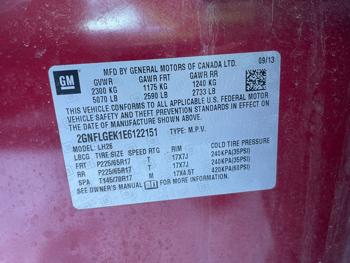 GM
MFD BY GENERAL MOTORS OF CANADA LTD.
09/13
GVWR GAWR FRT GAWR RR
2300 KG 1175 KG 1240 KG
5070 LB 2590 LB 2733 LB
THIS VEHICLE CONFORMS TO ALL APPLICABLE U.S. FEDERAL MOTOR
VEHICLE SAFETY AND THEFT PREVENTION STANDARDS IN
EFFECT ON THE DATE OF MANUFACTURE SHOWN ABOVE.
2GNFLGEK1E6122151 TYPE: M.P.V.
MODEL: LH26
LBCG TIRE SIZE SPEED RTG RIM COLD TIRE PRESSURE
FRT P225/65R17 T 17X7J 240KPA(35PSI)
RR P225/65R17 T 17X7J 240KPA(35PSI)
SPA T145/70R17 M 17X4.5T 420KPA(60PSI)
SEE OWNER'S MANUAL FOR ADDITIONAL INFORMATION.